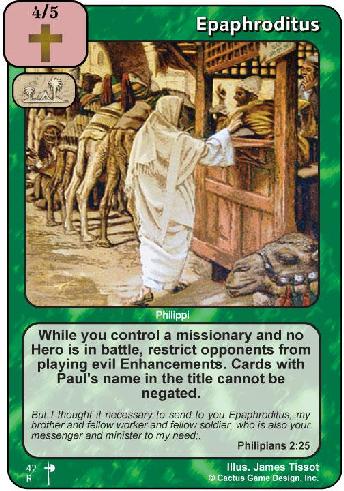 4/5
Epaphroditus
Philippi
While you control a missionary and no
Hero is in battle, restrict opponents from
playing evil Enhancements. Cards with
Paul's name in the title cannot be
negated.
But I thought it necessary to send to you Epaphroditus, my
brother and fellow worker and fellow soldier, who is also your
messenger and minister to my need;.
Philipians 2:25
47
R
Illus. James Tissot
© Cactus Game Design, Inc.